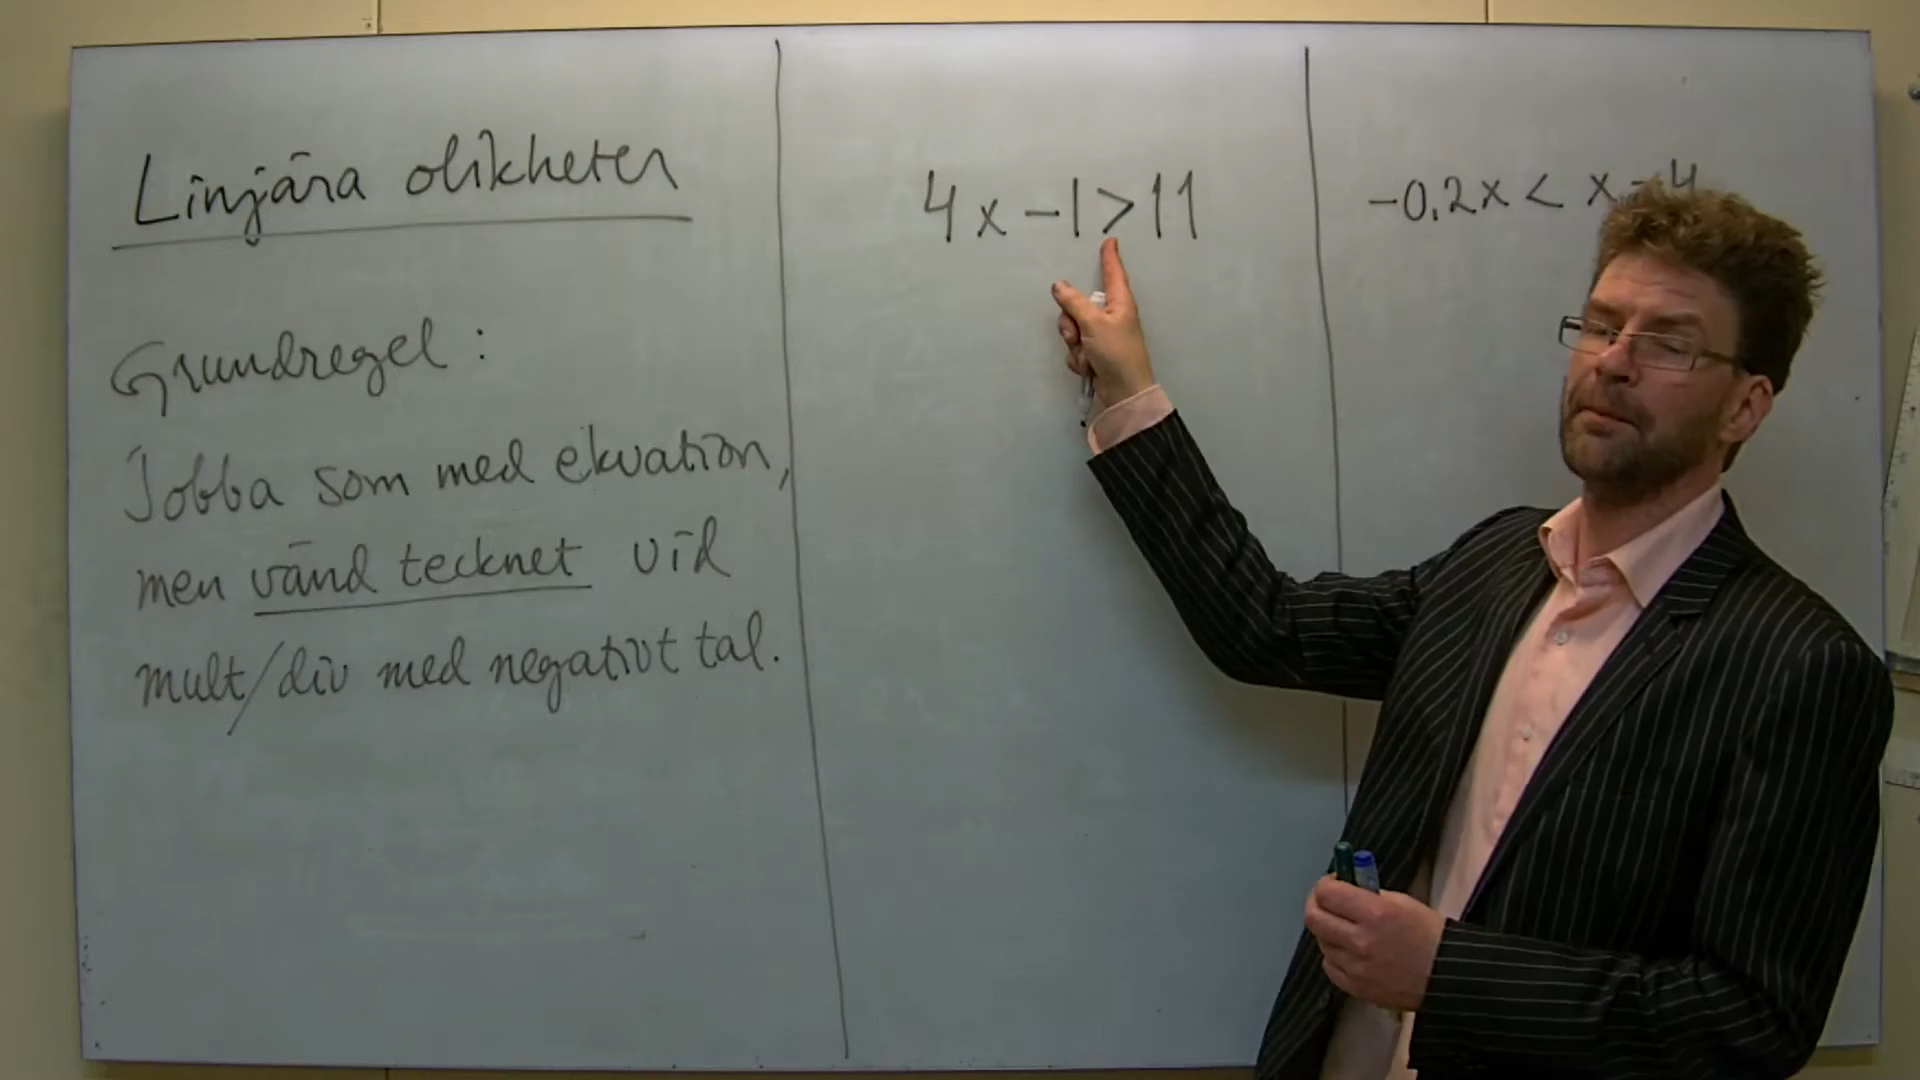 Linjära olikheter
Grundregel:
Jobba som med ekvation,
men vänd tecknet vid
mult/div med negativt tal.
4x-1>11
-0,2x < x-4